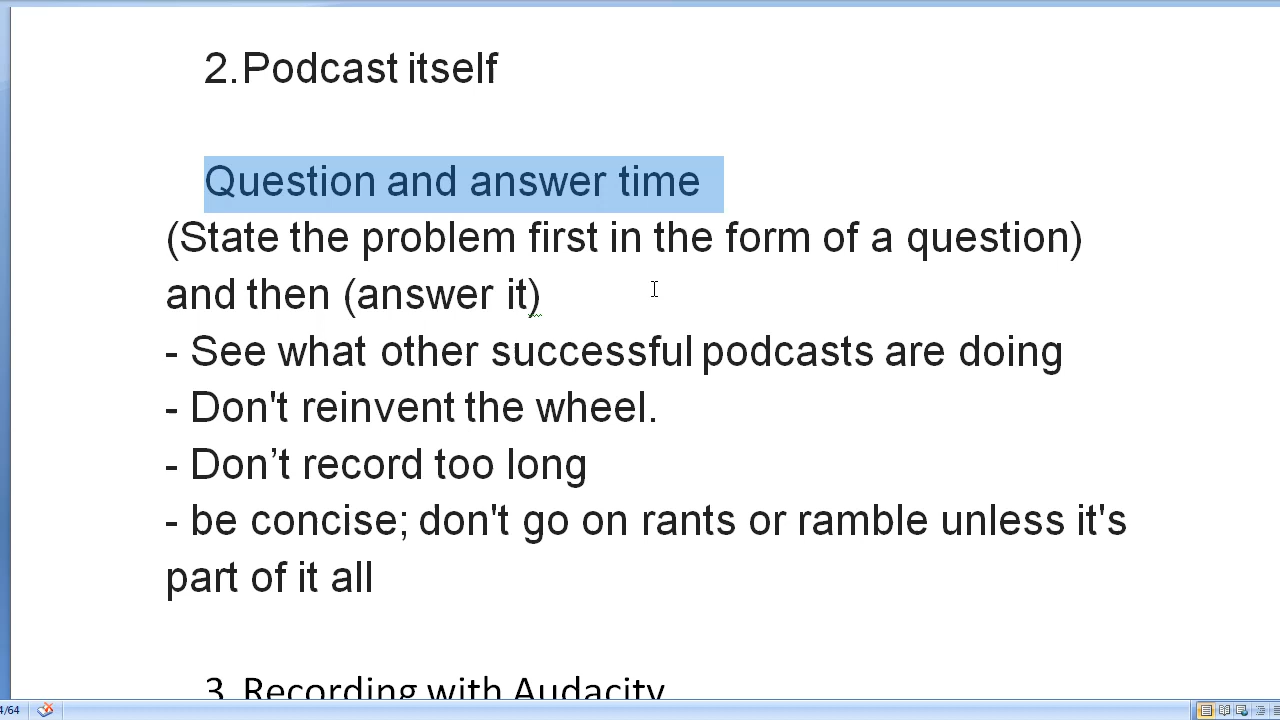 2. Podcast itself
Question and answer time
(State the problem first in the form of a question)
and then (answer it)
- See what other successful podcasts are doing
- Don't reinvent the wheel.
- Don’t record too long
- be concise; don't go on rants or ramble unless it's
part of it all
3. Recording with Audacity
4/64